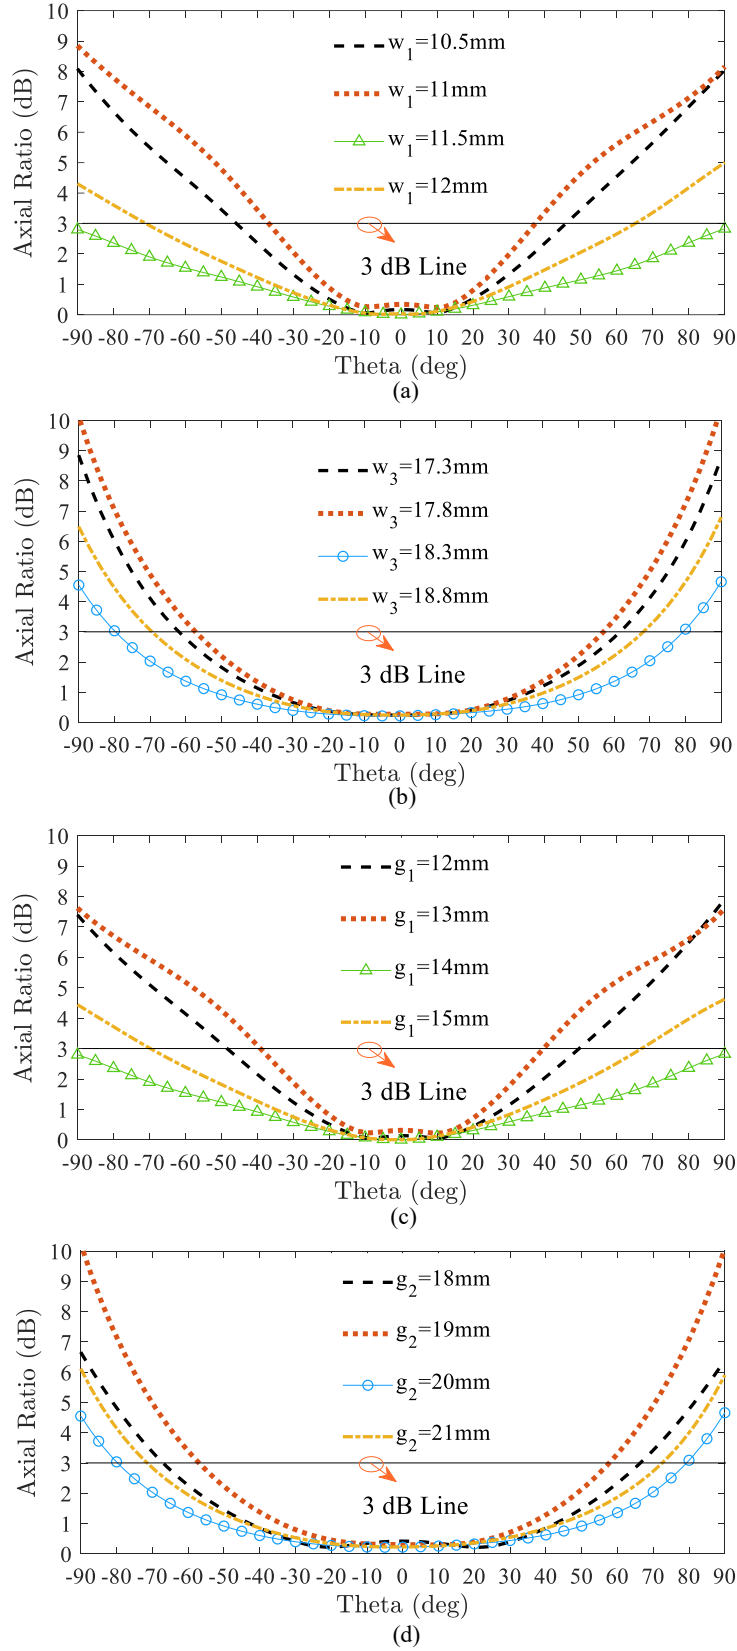 10
9
8
7
6
5
4
3
2
1
0
Axial Ratio (dB)
w1=10.5mm
w1=11mm
w1=11.5mm
w1=12mm
3 dB Line
-90 -80 -70 -60 -50 -40 -30 -20 -10 0 10 20 30 40 50 60 70 80 90
Theta (deg)
(a)
10
9
8
7
6
5
4
3
2
1
0
Axial Ratio (dB)
w3=17.3mm
w3=17.8mm
w3=18.3mm
w3=18.8mm
3 dB Line
-90 -80 -70 -60 -50 -40 -30 -20 -10 0 10 20 30 40 50 60 70 80 90
Theta (deg)
(b)
10
9
8
7
6
5
4
3
2
1
0
Axial Ratio (dB)
g1=12mm
g1=13mm
g1=14mm
g1=15mm
3 dB Line
-90 -80 -70 -60 -50 -40 -30 -20 -10 0 10 20 30 40 50 60 70 80 90
Theta (deg)
(c)
10
9
8
7
6
5
4
3
2
1
0
Axial Ratio (dB)
g2=18mm
g2=19mm
g2=20mm
g2=21mm
3 dB Line
-90 -80 -70 -60 -50 -40 -30 -20 -10 0 10 20 30 40 50 60 70 80 90
Theta (deg)
(d)